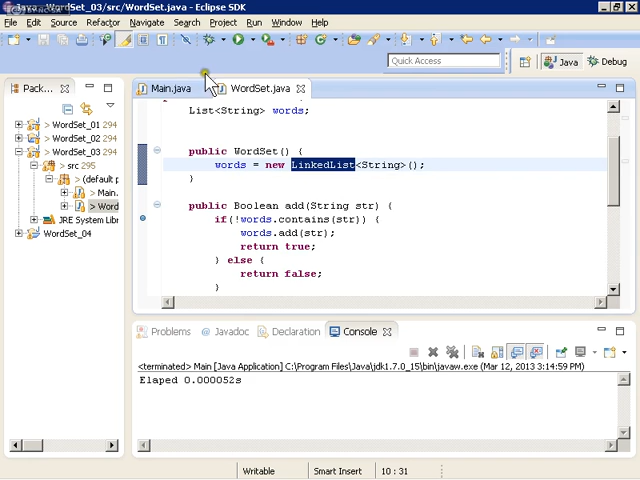 Java - WordSet_03/src/WordSet.java - Eclipse SDK
File Edit Source Refactor Navigate Search Project Run Window Help
Quick Access
Java
Debug
Pack...
Main.java
WordSet.java
WordSet_01 294
WordSet_02 294
WordSet_03 294
src 295
(default p
Main.
> Word
JRE System Libr
WordSet_04
List<String> words;
public WordSet() {
words = new LinkedList<String>();
}
public Boolean add(String str) {
if(!words.contains(str)) {
words.add(str);
return true;
} else {
return false;
}
Problems
Javadoc
Declaration
Console
<terminated> Main [Java Application] C:\Program Files\Java\jdk1.7.0_15\bin\javaw.exe (Mar 12, 2013 3:14:59 PM)
Elaped 0.000052s
Writable
Smart Insert
10 : 31